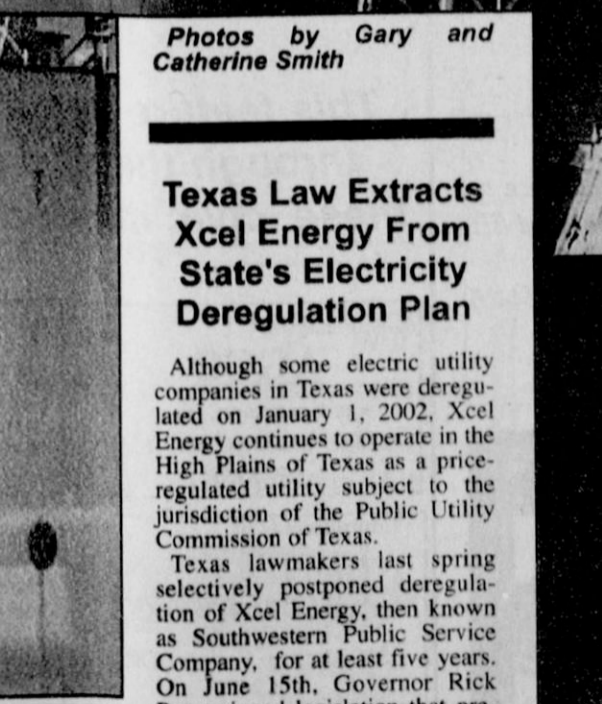 Photos by Gary and
Catherine Smith
Texas Law Extracts
Xcel Energy From
State's Electricity
Deregulation Plan
Although some electric utility
companies in Texas were deregu-
lated on January 1, 2002, Xcel
Energy continues to operate in the
High Plains of Texas as a price-
regulated utility subject to the
jurisdiction of the Public Utility
Commission of Texas.
Texas lawmakers last spring
selectively postponed deregula-
tion of Xcel Energy, then known
as Southwestern Public Service
Company, for at least five years.
On June 15th, Governor Rick